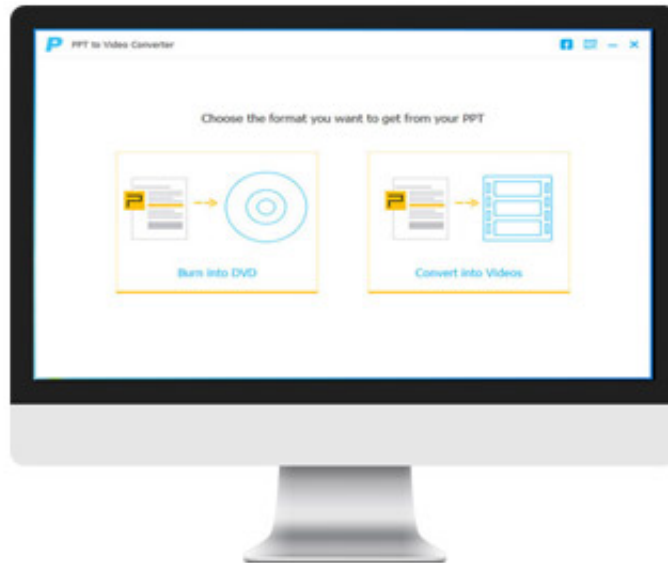 PPT to Video Converter
Choose the format you want to get from your PPT
Burn into DVD
Convert into Videos